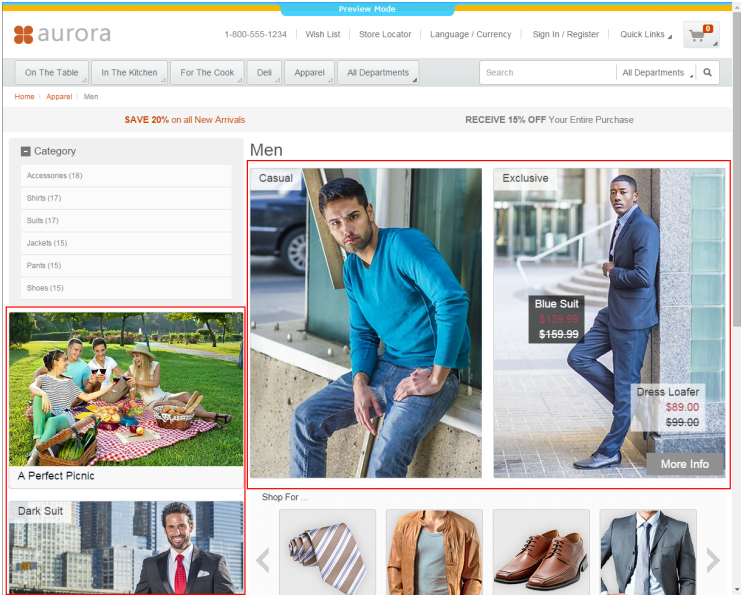 Preview Mode
aurora
1-800-555-1234 Wish List Store Locator Language / Currency Sign In / Register Quick Links 0
On The Table In The Kitchen For The Cook Deli Apparel All Departments Search All Departments
Home \ Apparel \ Men
SAVE 20% on all New Arrivals RECEIVE 15% OFF Your Entire Purchase
Category
Accessories (18)
Shirts (17)
Suits (17)
Jackets (15)
Pants (15)
Shoes (15)
A Perfect Picnic
Dark Suit
Men
Casual
Exclusive
Blue Suit
$139.99
$159.99
Dress Loafer
$89.00
$99.00
More Info
Shop For ...